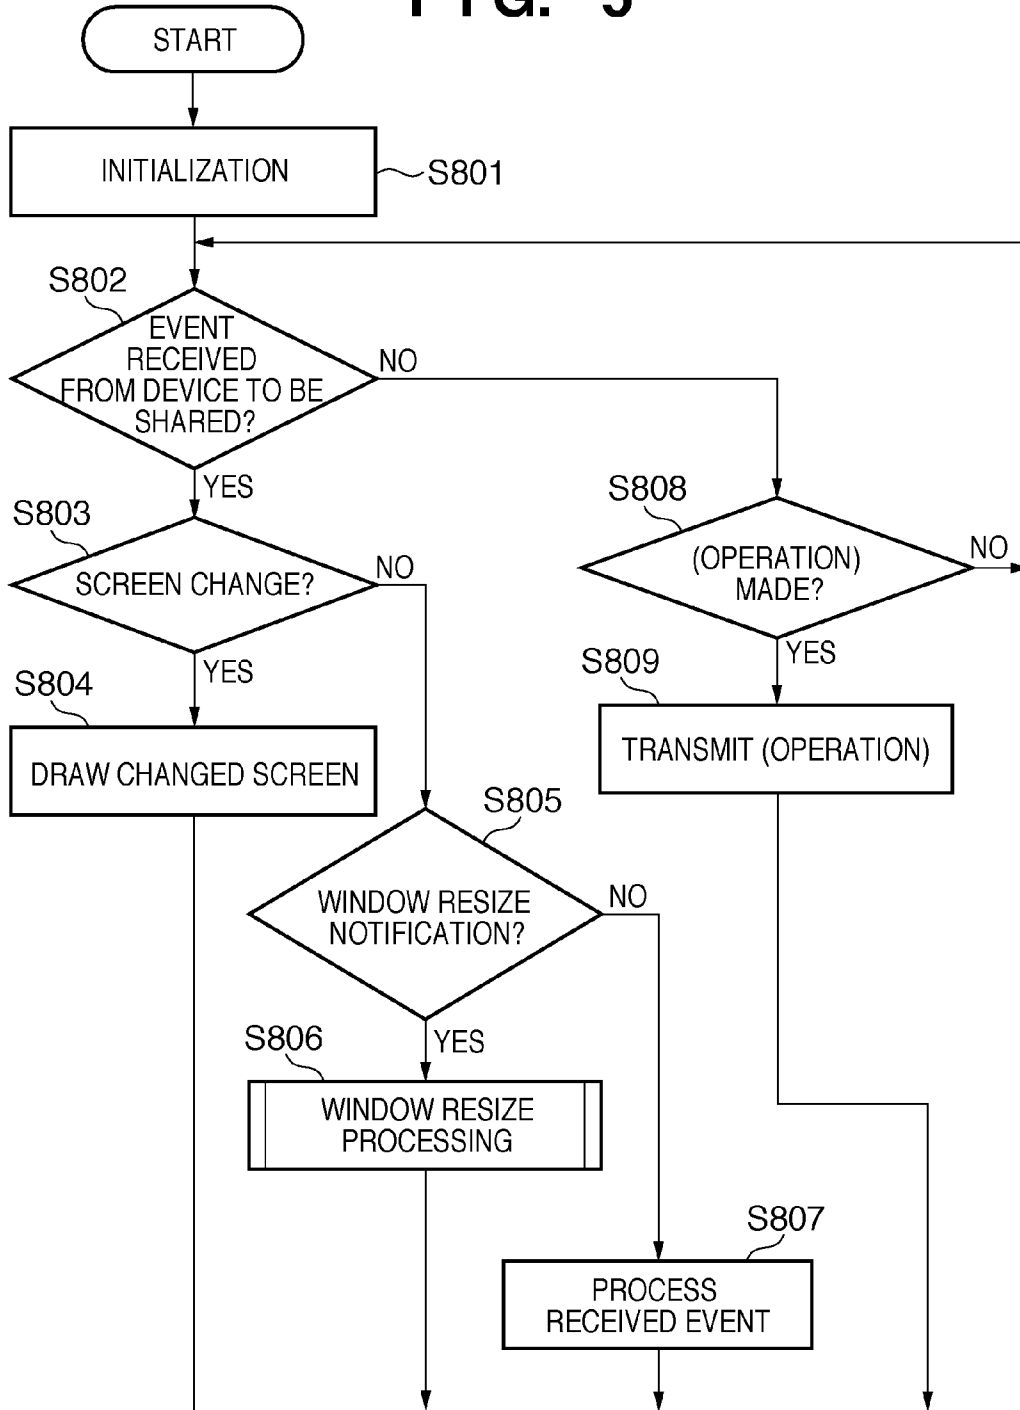 FIG.
START
INITIALIZATION
S801
S802
EVENT
RECEIVED
FROM DEVICE TO BE
SHARED?
NO
YES
S803
SCREEN CHANGE?
NO
YES
S808
(OPERATION)
MADE?
NO
YES
S804
DRAW CHANGED SCREEN
S809
TRANSMIT (OPERATION)
S805
WINDOW RESIZE
NOTIFICATION?
NO
YES
S806
WINDOW RESIZE
PROCESSING
S807
PROCESS
RECEIVED EVENT